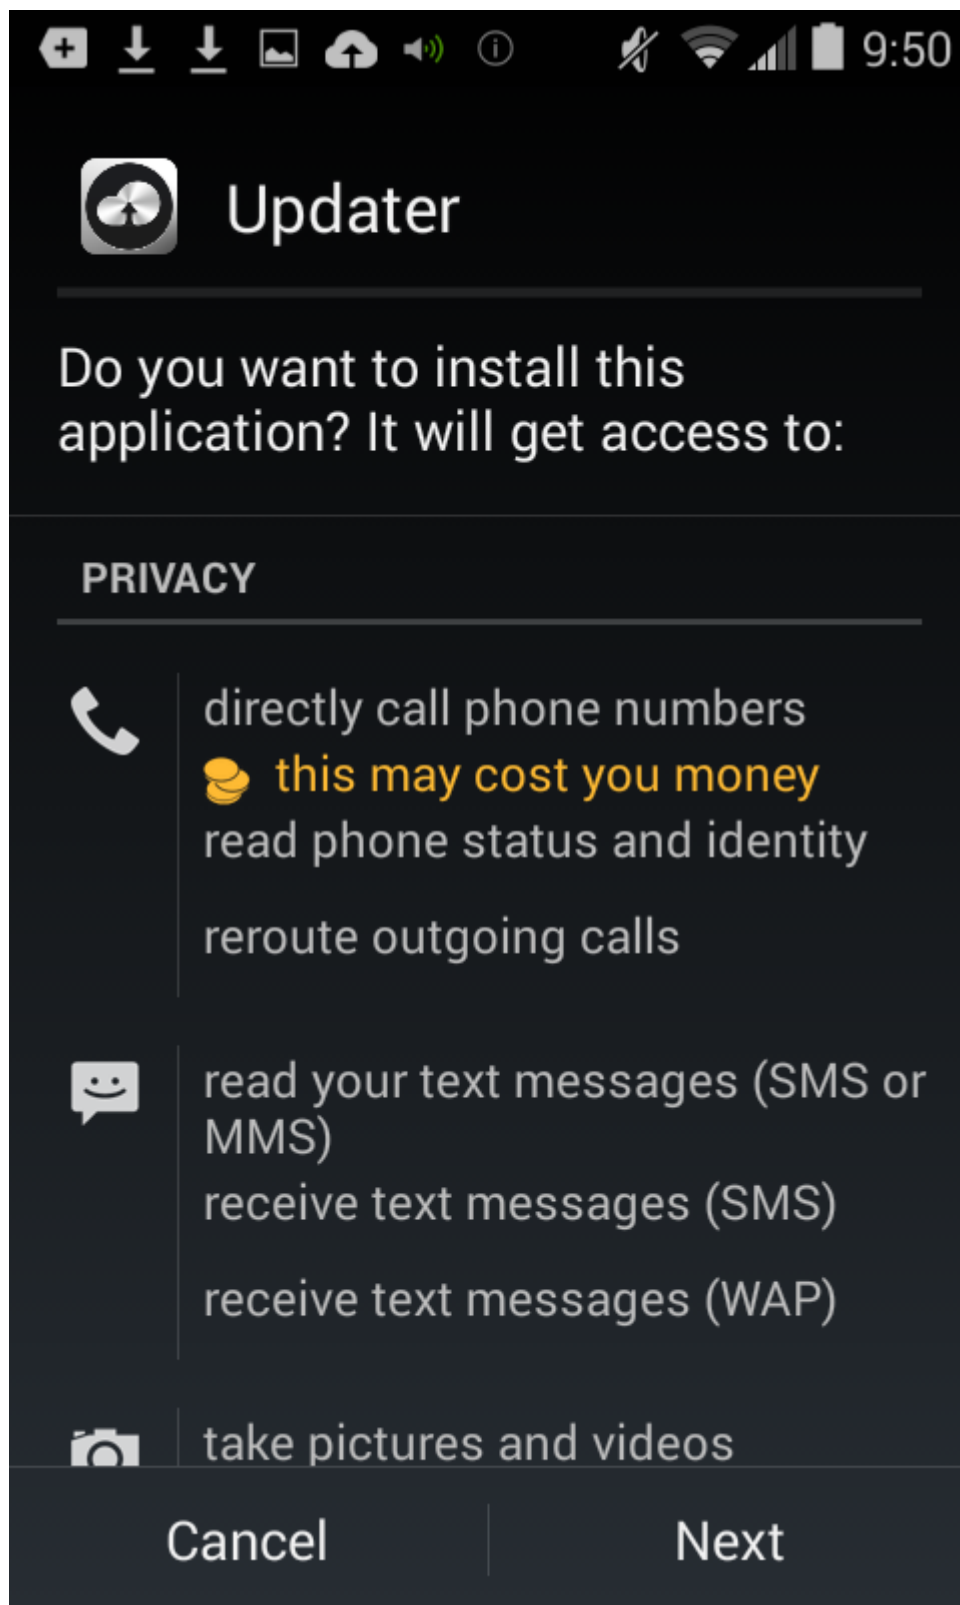 9:50
Updater
Do you want to install this
application? It will get access to:
PRIVACY
directly call phone numbers
this may cost you money
read phone status and identity
reroute outgoing calls
read your text messages (SMS or
MMS)
receive text messages (SMS)
receive text messages (WAP)
take pictures and videos
Cancel
Next